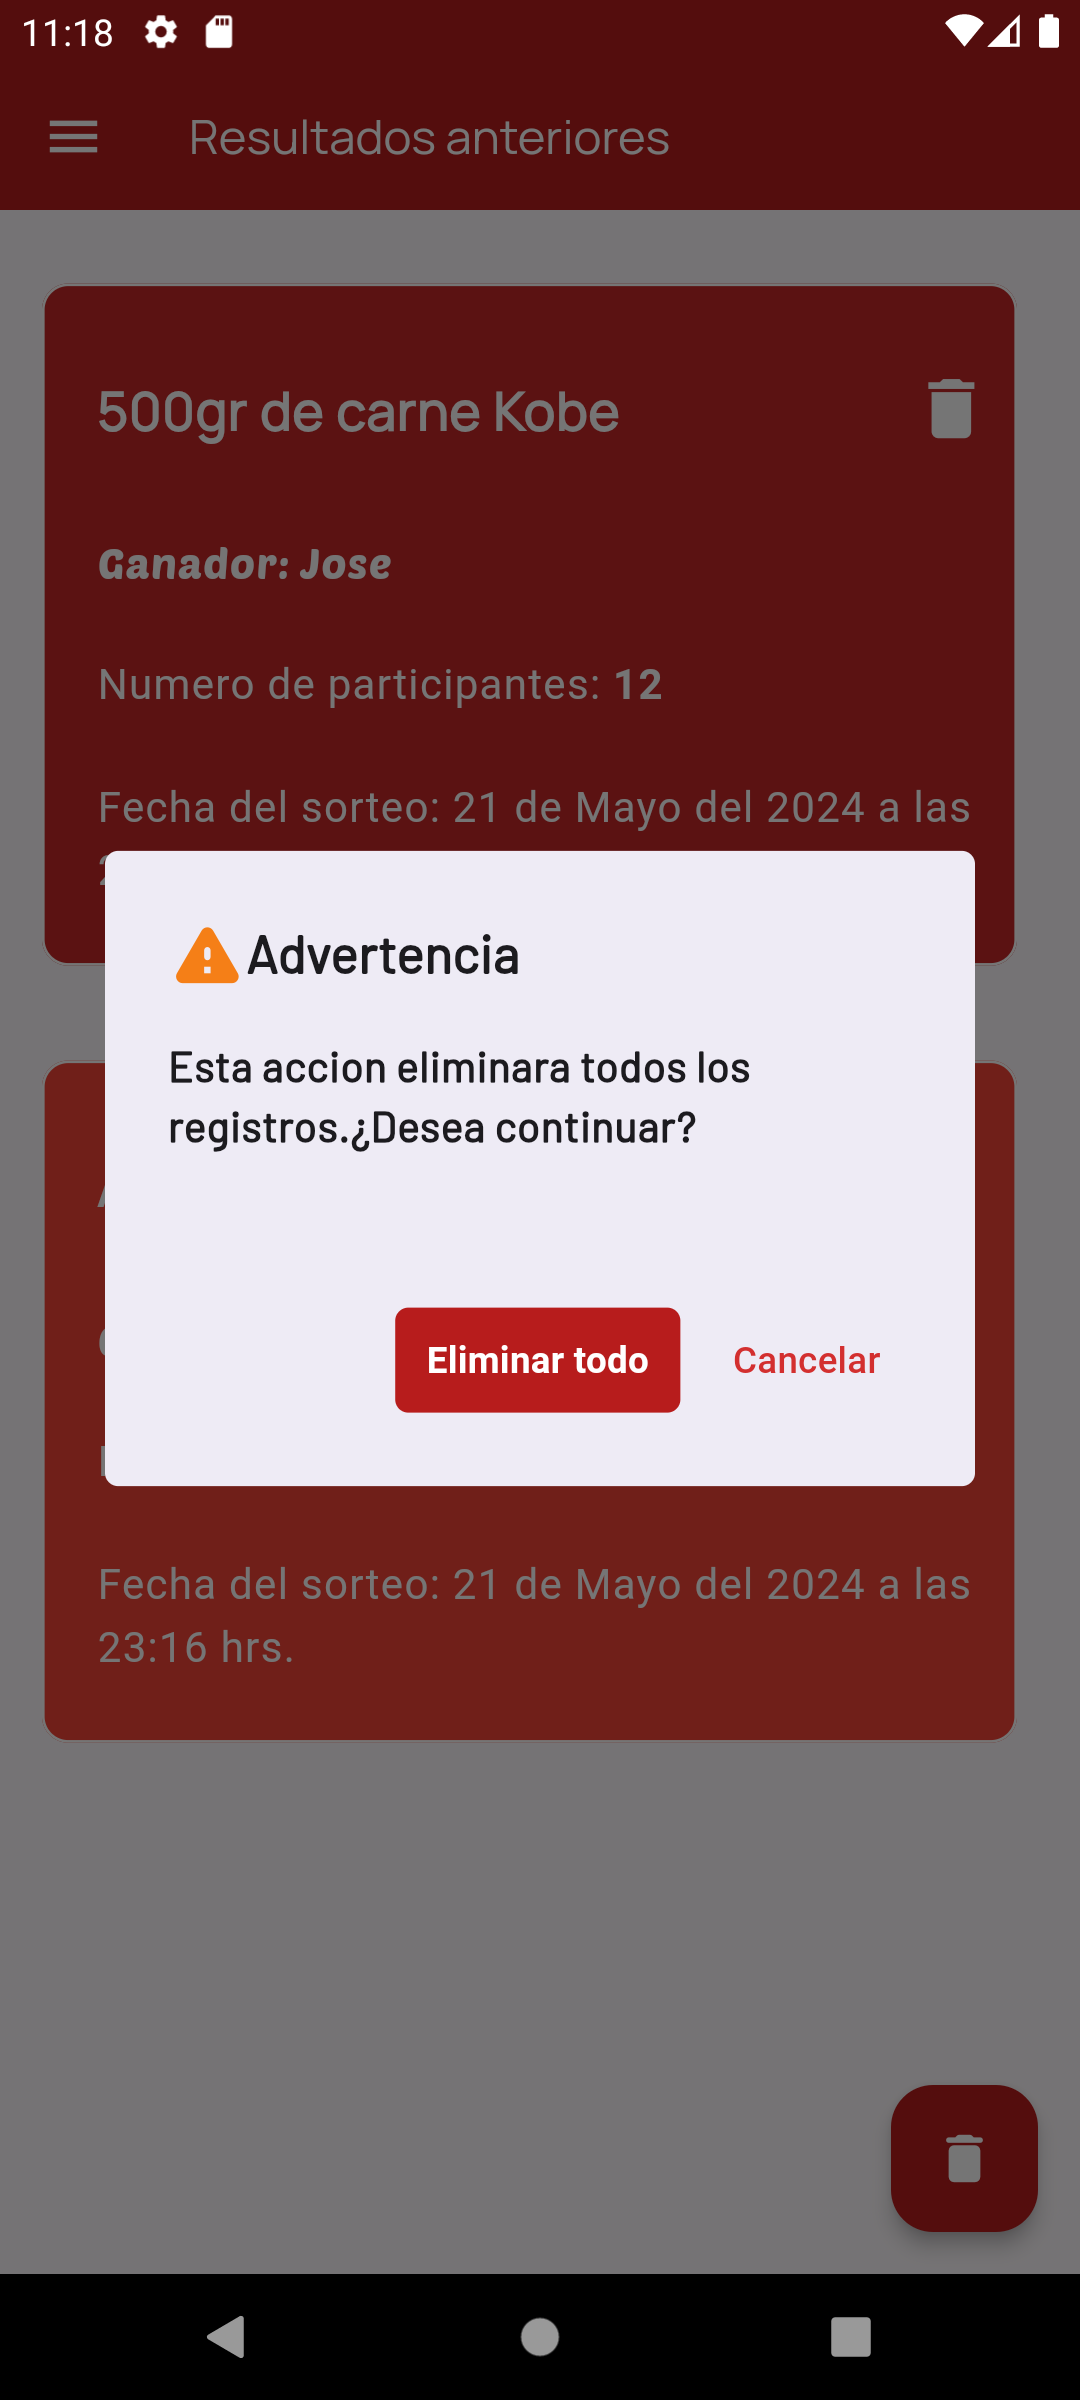 11:18
Resultados anteriores
500gr de carne Kobe
Ganador: Jose
Numero de participantes: 12
Fecha del sorteo: 21 de Mayo del 2024 a las
Advertencia
Esta accion eliminara todos los
registros.¿Desea continuar?
Eliminar todo
Cancelar
Fecha del sorteo: 21 de Mayo del 2024 a las
23:16 hrs.